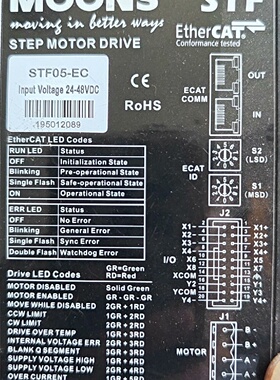 MOONS'
STF
moving in better ways
STEP MOTOR DRIVE
EtherCAT
Conformance tested
STF05-EC
Input Voltage 24-48VDC
195012089
CE
RoHS
ECAT
COMM
OUT
IN
EtherCAT LED Codes
RUN LED Status
OFF Initialization State
Blinking Pre-operational State
Single Flash Safe-operational State
ON Operational State
ERR LED Status
OFF No Error
Blinking General Error
Single Flash Sync Error
Double Flash Watchdog Error
ECAT
ID
S2
(LSD)
S1
(MSD)
Drive LED Codes
GR=Green
RD=Red
MOTOR DISABLED Solid Green
MOTOR ENABLED GR - GR - GR
MOVE WHILE DISABLED 2GR + 1RD
CCW LIMIT 1GR + 2RD
CW LIMIT 2GR + 2RD
DRIVE OVER TEMP 1GR + 3RD
INTERNAL VOLTAGE ERR 2GR + 3RD
BLANK Q SEGMENT 3GR + 3RD
SUPPLY VOLTAGE HIGH 1GR + 4RD
SUPPLY VOLTAGE LOW 2GR + 4RD
OVER CURRENT
J2
I/O
X1-
X2-
X3-
X4-
X5
X6
X7
X8
XCOM
Y1
Y2
Y3
YCOM
Y4-
Y4+
X1+
X2+
X3+
X4+
J1
MOTOR
B -
B +
A -
A +